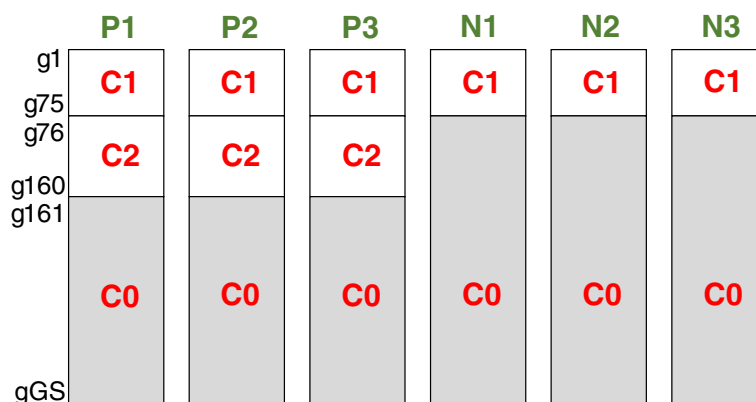 P1 P2 P3 N1 N2 N3
g1
C1 C1 C1 C1 C1 C1
g75
g76
C2 C2 C2
g160
g161
C0 C0 C0 C0 C0 C0
gGS